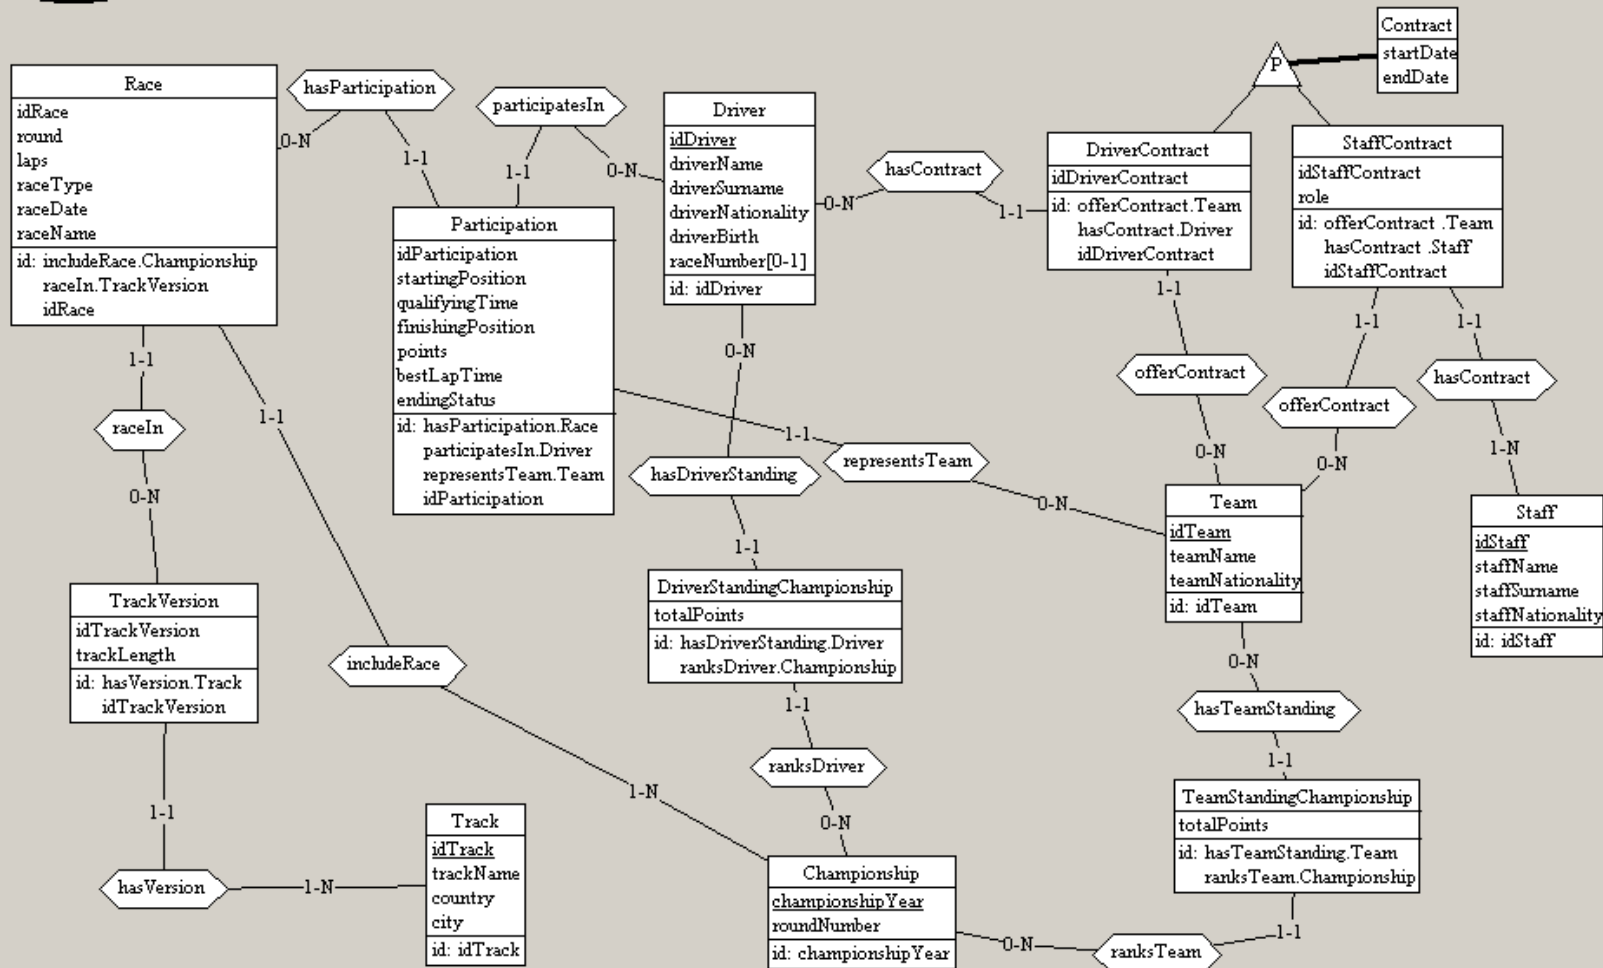 Contract
startDate
endDate
P
Race
idRace
round
laps
raceType
raceDate
raceName
id: includeRace.Championship
raceIn.TrackVersion
idRace
hasParticipation
0-N
1-1
participatesIn
1-1
0-N
Driver
idDriver
driverName
driverSurname
driverNationality
driverBirth
raceNumber[0-1]
id: idDriver
hasContract
0-N
1-1
DriverContract
idDriverContract
id: offerContract.Team
hasContract.Driver
idDriverContract
StaffContract
idStaffContract
role
id: offerContract .Team
hasContract .Staff
idStaffContract
Participation
idParticipation
startingPosition
qualifyingTime
finishingPosition
points
bestLapTime
endingStatus
id: hasParticipation.Race
participatesIn.Driver
representsTeam.Team
idParticipation
1-1
raceIn
0-N
1-1
includeRace
1-N
0-N
hasDriverStanding
1-1
1-1
representsTeam
0-N
1-1
offerContract
0-N
1-1
offerContract
0-N
1-1
hasContract
1-N
Team
idTeam
teamName
teamNationality
id: idTeam
Staff
idStaff
staffName
staffSurname
staffNationality
id: idStaff
TrackVersion
idTrackVersion
trackLength
id: hasVersion.Track
idTrackVersion
DriverStandingChampionship
totalPoints
id: hasDriverStanding.Driver
ranksDriver.Championship
0-N
hasTeamStanding
1-1
1-1
ranksDriver
0-N
TeamStandingChampionship
totalPoints
id: hasTeamStanding.Team
ranksTeam.Championship
1-1
hasVersion
1-N
Track
idTrack
trackName
country
city
id: idTrack
Championship
championshipYear
roundNumber
id: championshipYear
0-N
ranksTeam
1-1